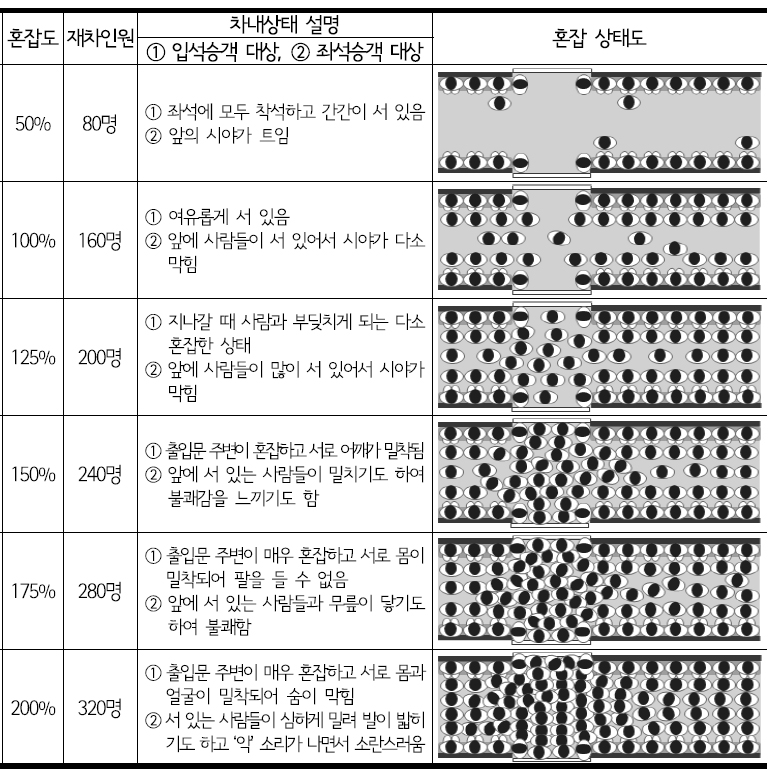 혼잡도 재차인원 차내상태 설명 혼잡 상태도
① 입석승객 대상, ② 좌석승객 대상
50% 80명
① 좌석에 모두 착석하고 간간이 서 있음
② 앞의 시야가 트임
100% 160명
① 여유롭게 서 있음
② 앞에 사람들이 서 있어서 시야가 다소
막힘
125% 200명
① 지나갈 때 사람과 부딪치게 되는 다소
혼잡한 상태
② 앞에 사람들이 많이 서 있어서 시야가
막힘
150% 240명
① 출입문 주변이 혼잡하고 서로 어깨가 밀착됨
② 앞에 서 있는 사람들이 밀치기도 하여
불쾌감을 느끼기도 함
175% 280명
① 출입문 주변이 매우 혼잡하고 서로 몸이
밀착되어 팔을 들 수 없음
② 앞에 서 있는 사람들과 무릎이 닿기도
하여 불쾌함
200% 320명
① 출입문 주변이 매우 혼잡하고 서로 몸과
얼굴이 밀착되어 숨이 막힘
② 서 있는 사람들이 심하게 밀려 발이 밟히
기도 하고 '악' 소리가 나면서 소란스러움